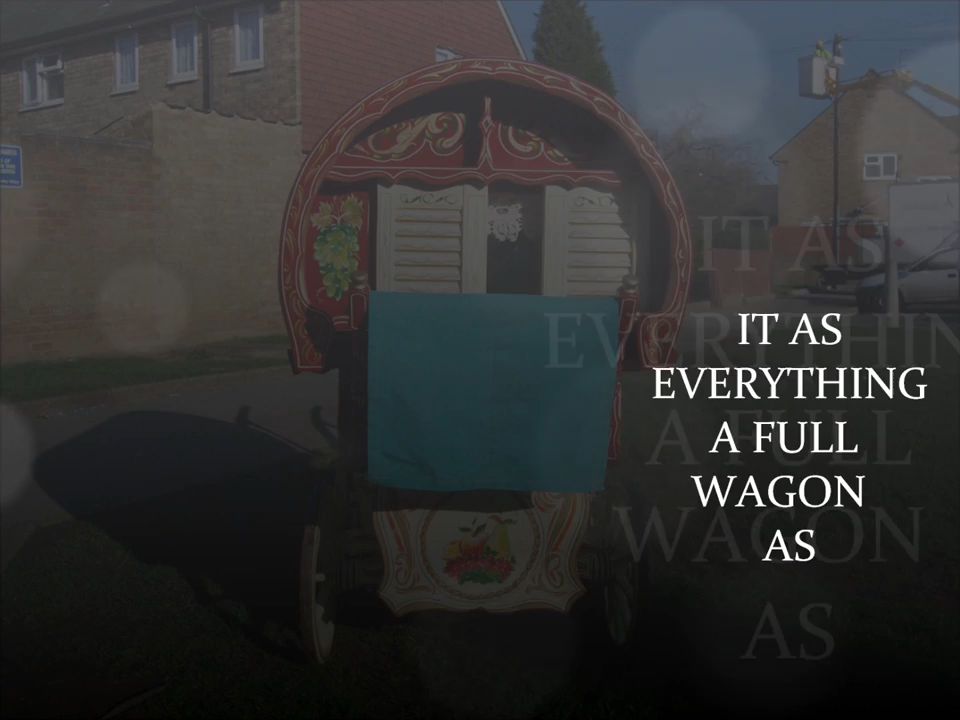 IT AS
EVERYTHING
A FULL
WAGON
AS